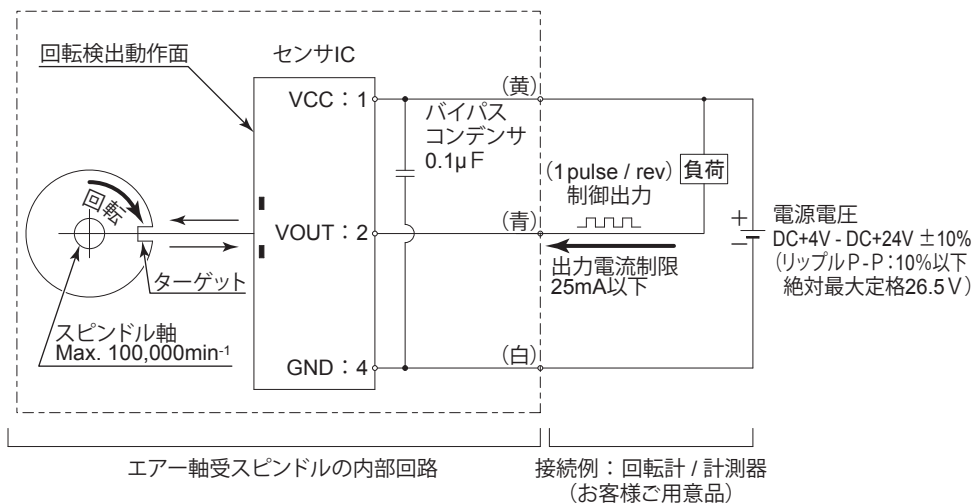 回転検出動作面
センサIC
VCC：1
(黄)
バイパス
コンデンサ
0.1μF
(1pulse / rev)
制御出力
負荷
回転
VOUT：2
(青)
ターゲット
出力電流制限
25mA以下
+
−
電源電圧
DC+4V - DC+24V ±10%
(リップルP-P：10%以下
絶対最大定格26.5V)
スピンドル軸
Max. 100,000min-1
GND：4
(白)
エアー軸受スピンドルの内部回路
接続例：回転計 / 計測器
(お客様ご用意品)